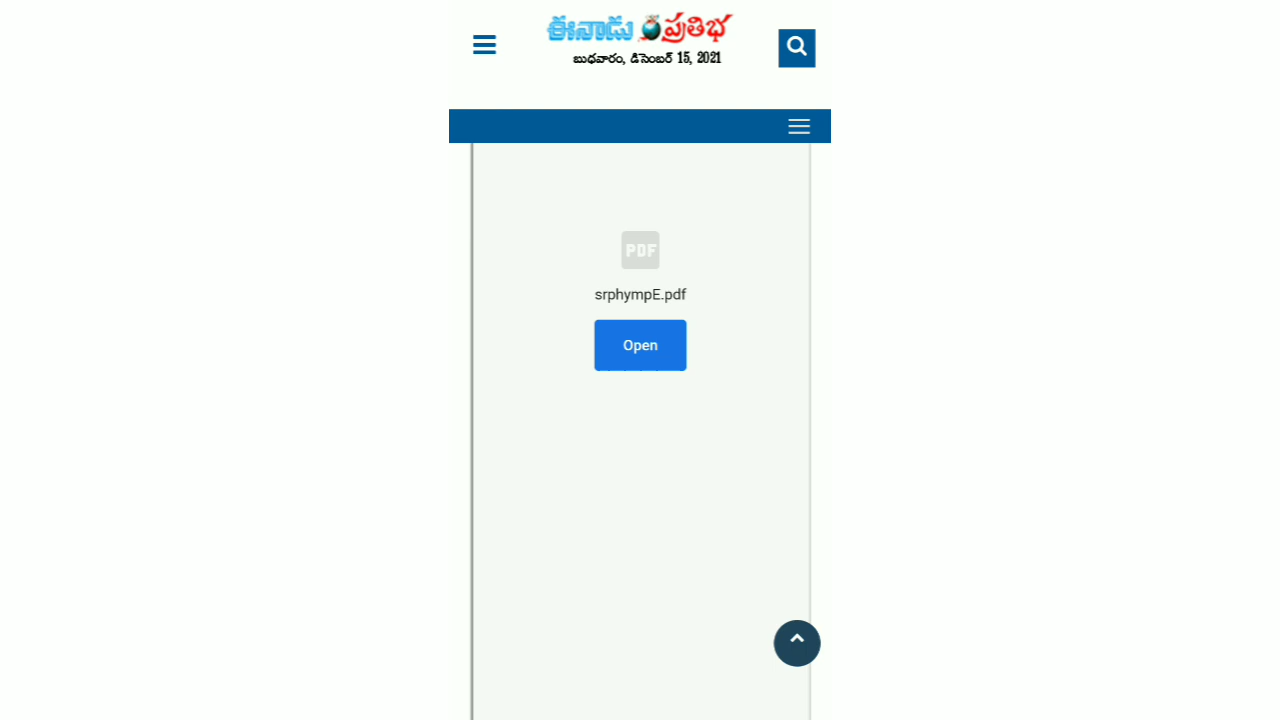 ఈనాడు ప్రతిభ
బుధవారం, డిసెంబర్ 15, 2021
PDF
srphympE.pdf
Open